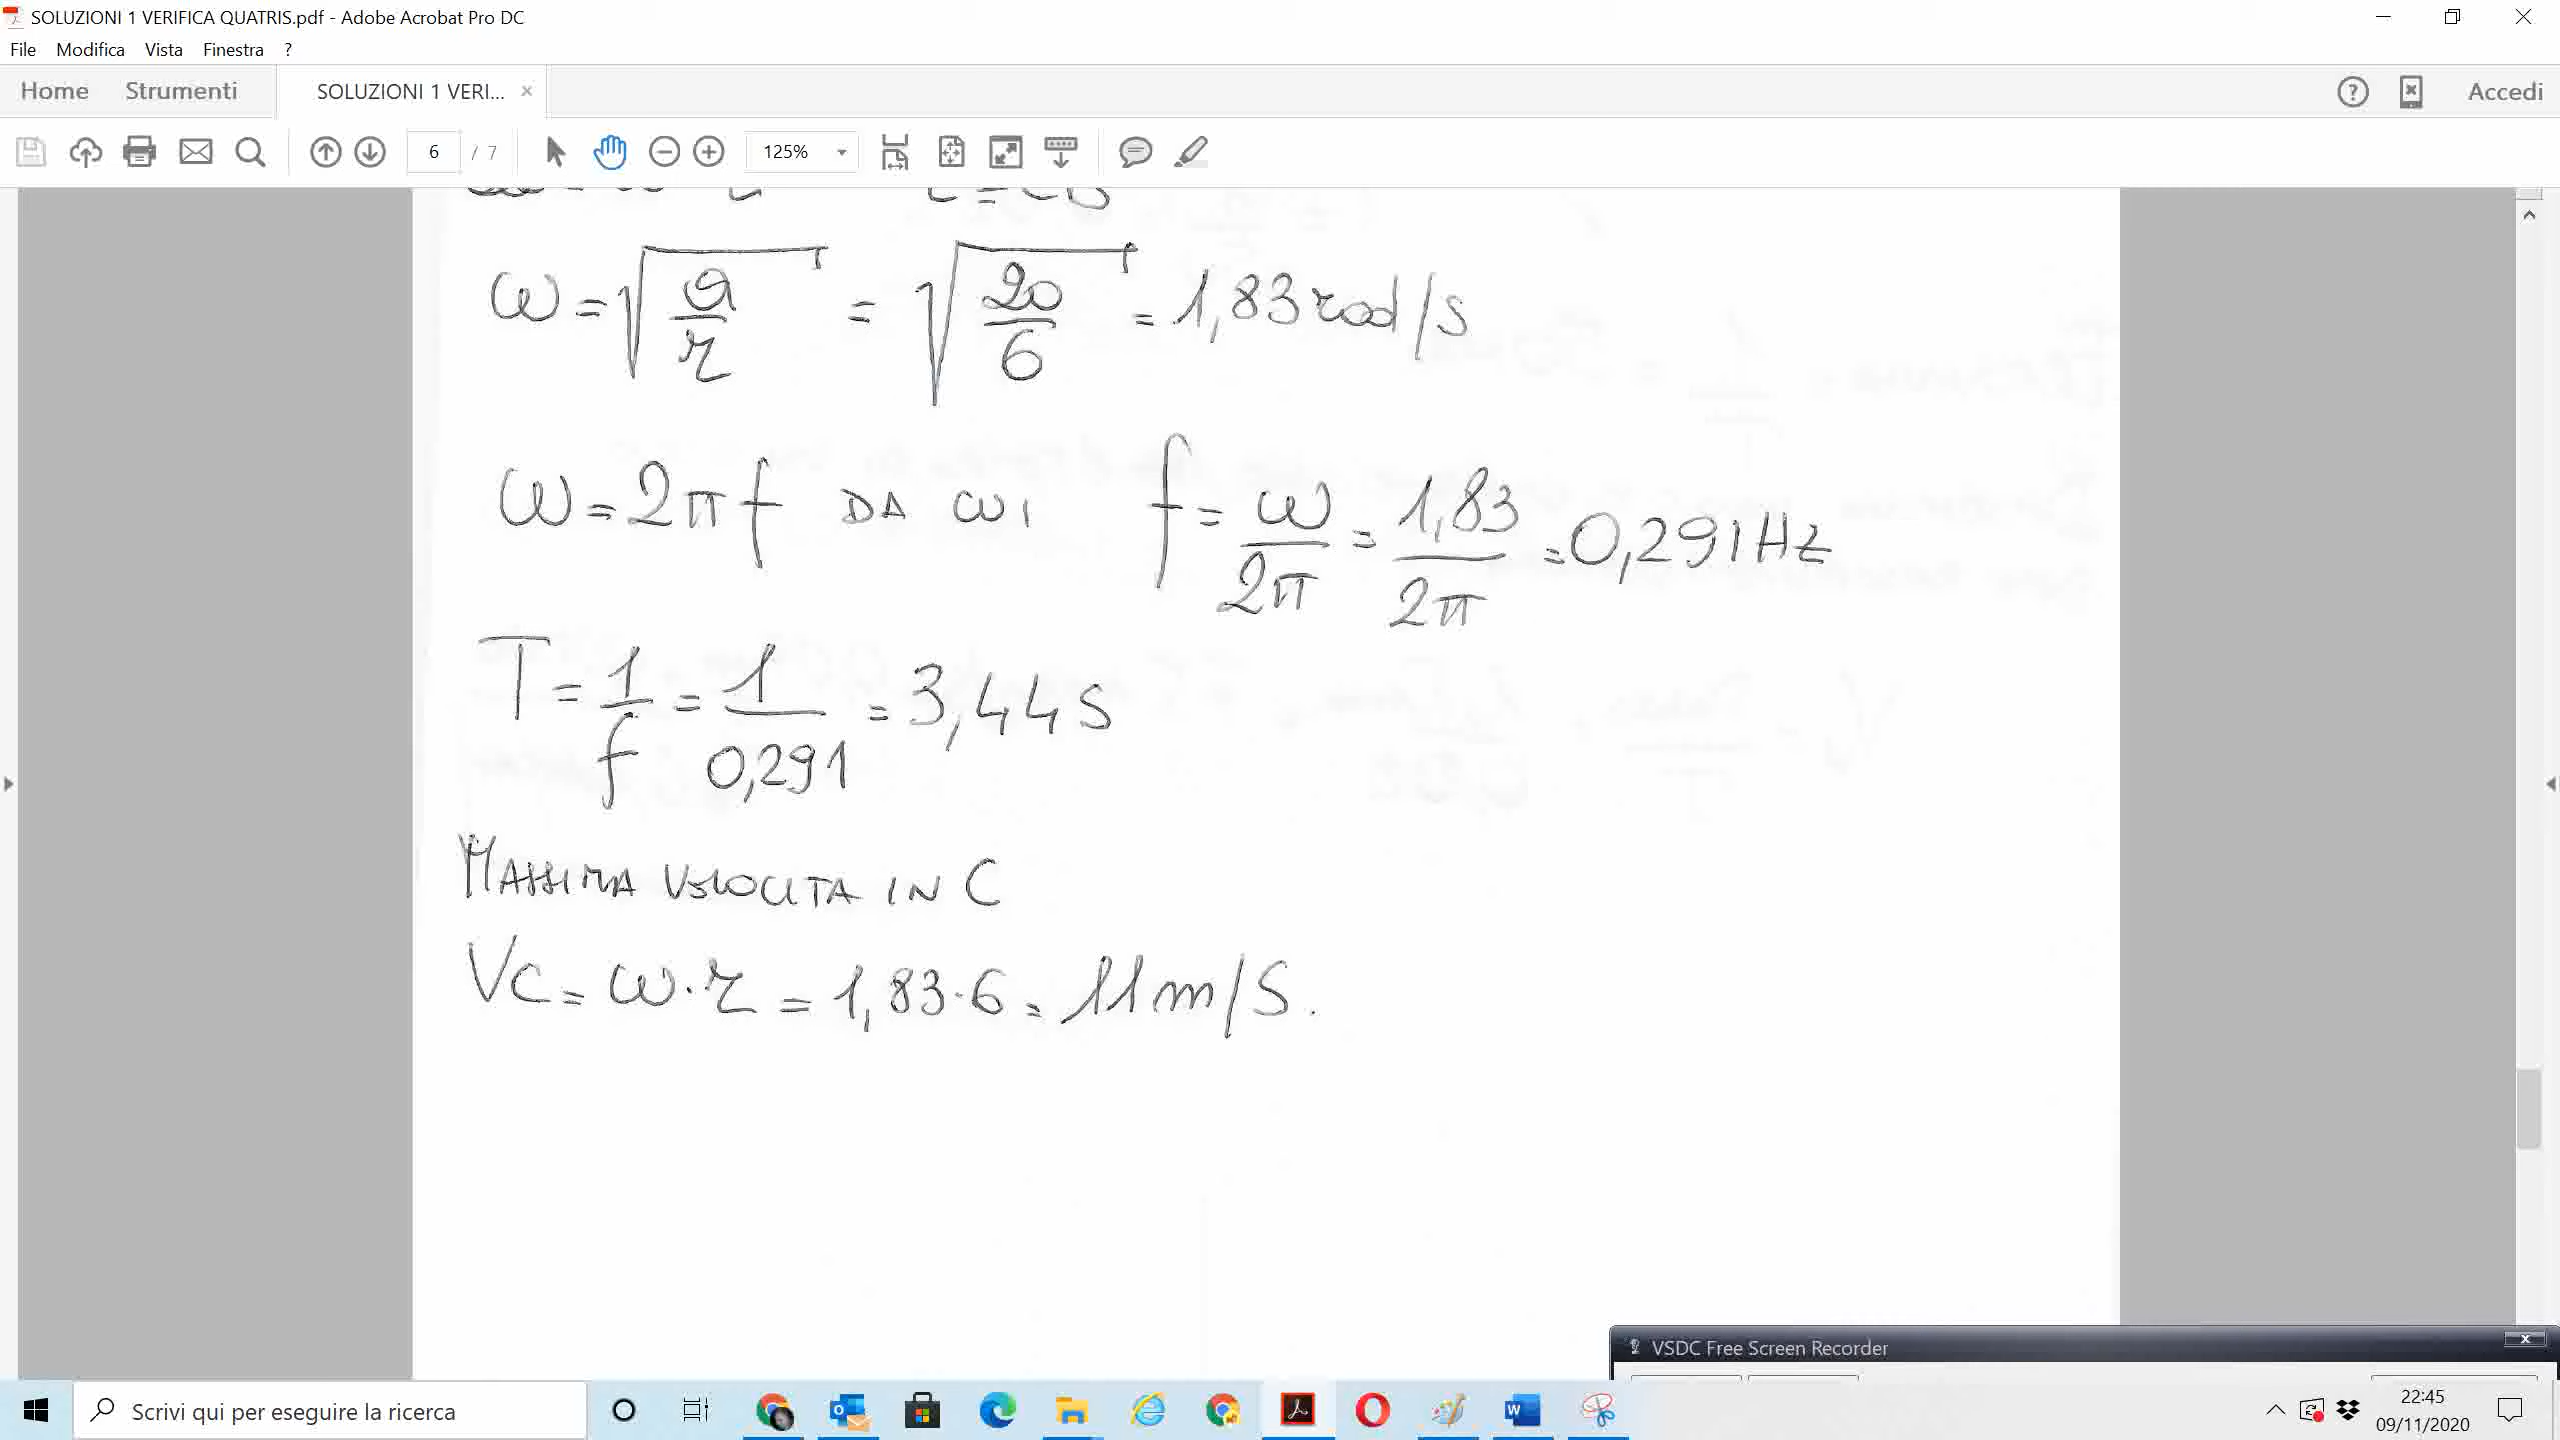 SOLUZIONI 1 VERIFICA QUATRIS.pdf - Adobe Acrobat Pro DC
File Modifica Vista Finestra ?
Home Strumenti SOLUZIONI 1 VERI... × Accedi
6 / 7 125%
ω = √(a/r) = √(20/6) = 1,83 rad/s
ω = 2πf DA CUI f = ω/2π = 1,83/2π = 0,291 Hz
T = 1/f = 1/0,291 = 3,44 s
MASSIMA VELOCITA IN C
Vc = ω·r = 1,83·6 = 11 m/s.
VSDC Free Screen Recorder
Scrivi qui per eseguire la ricerca
22:45
09/11/2020